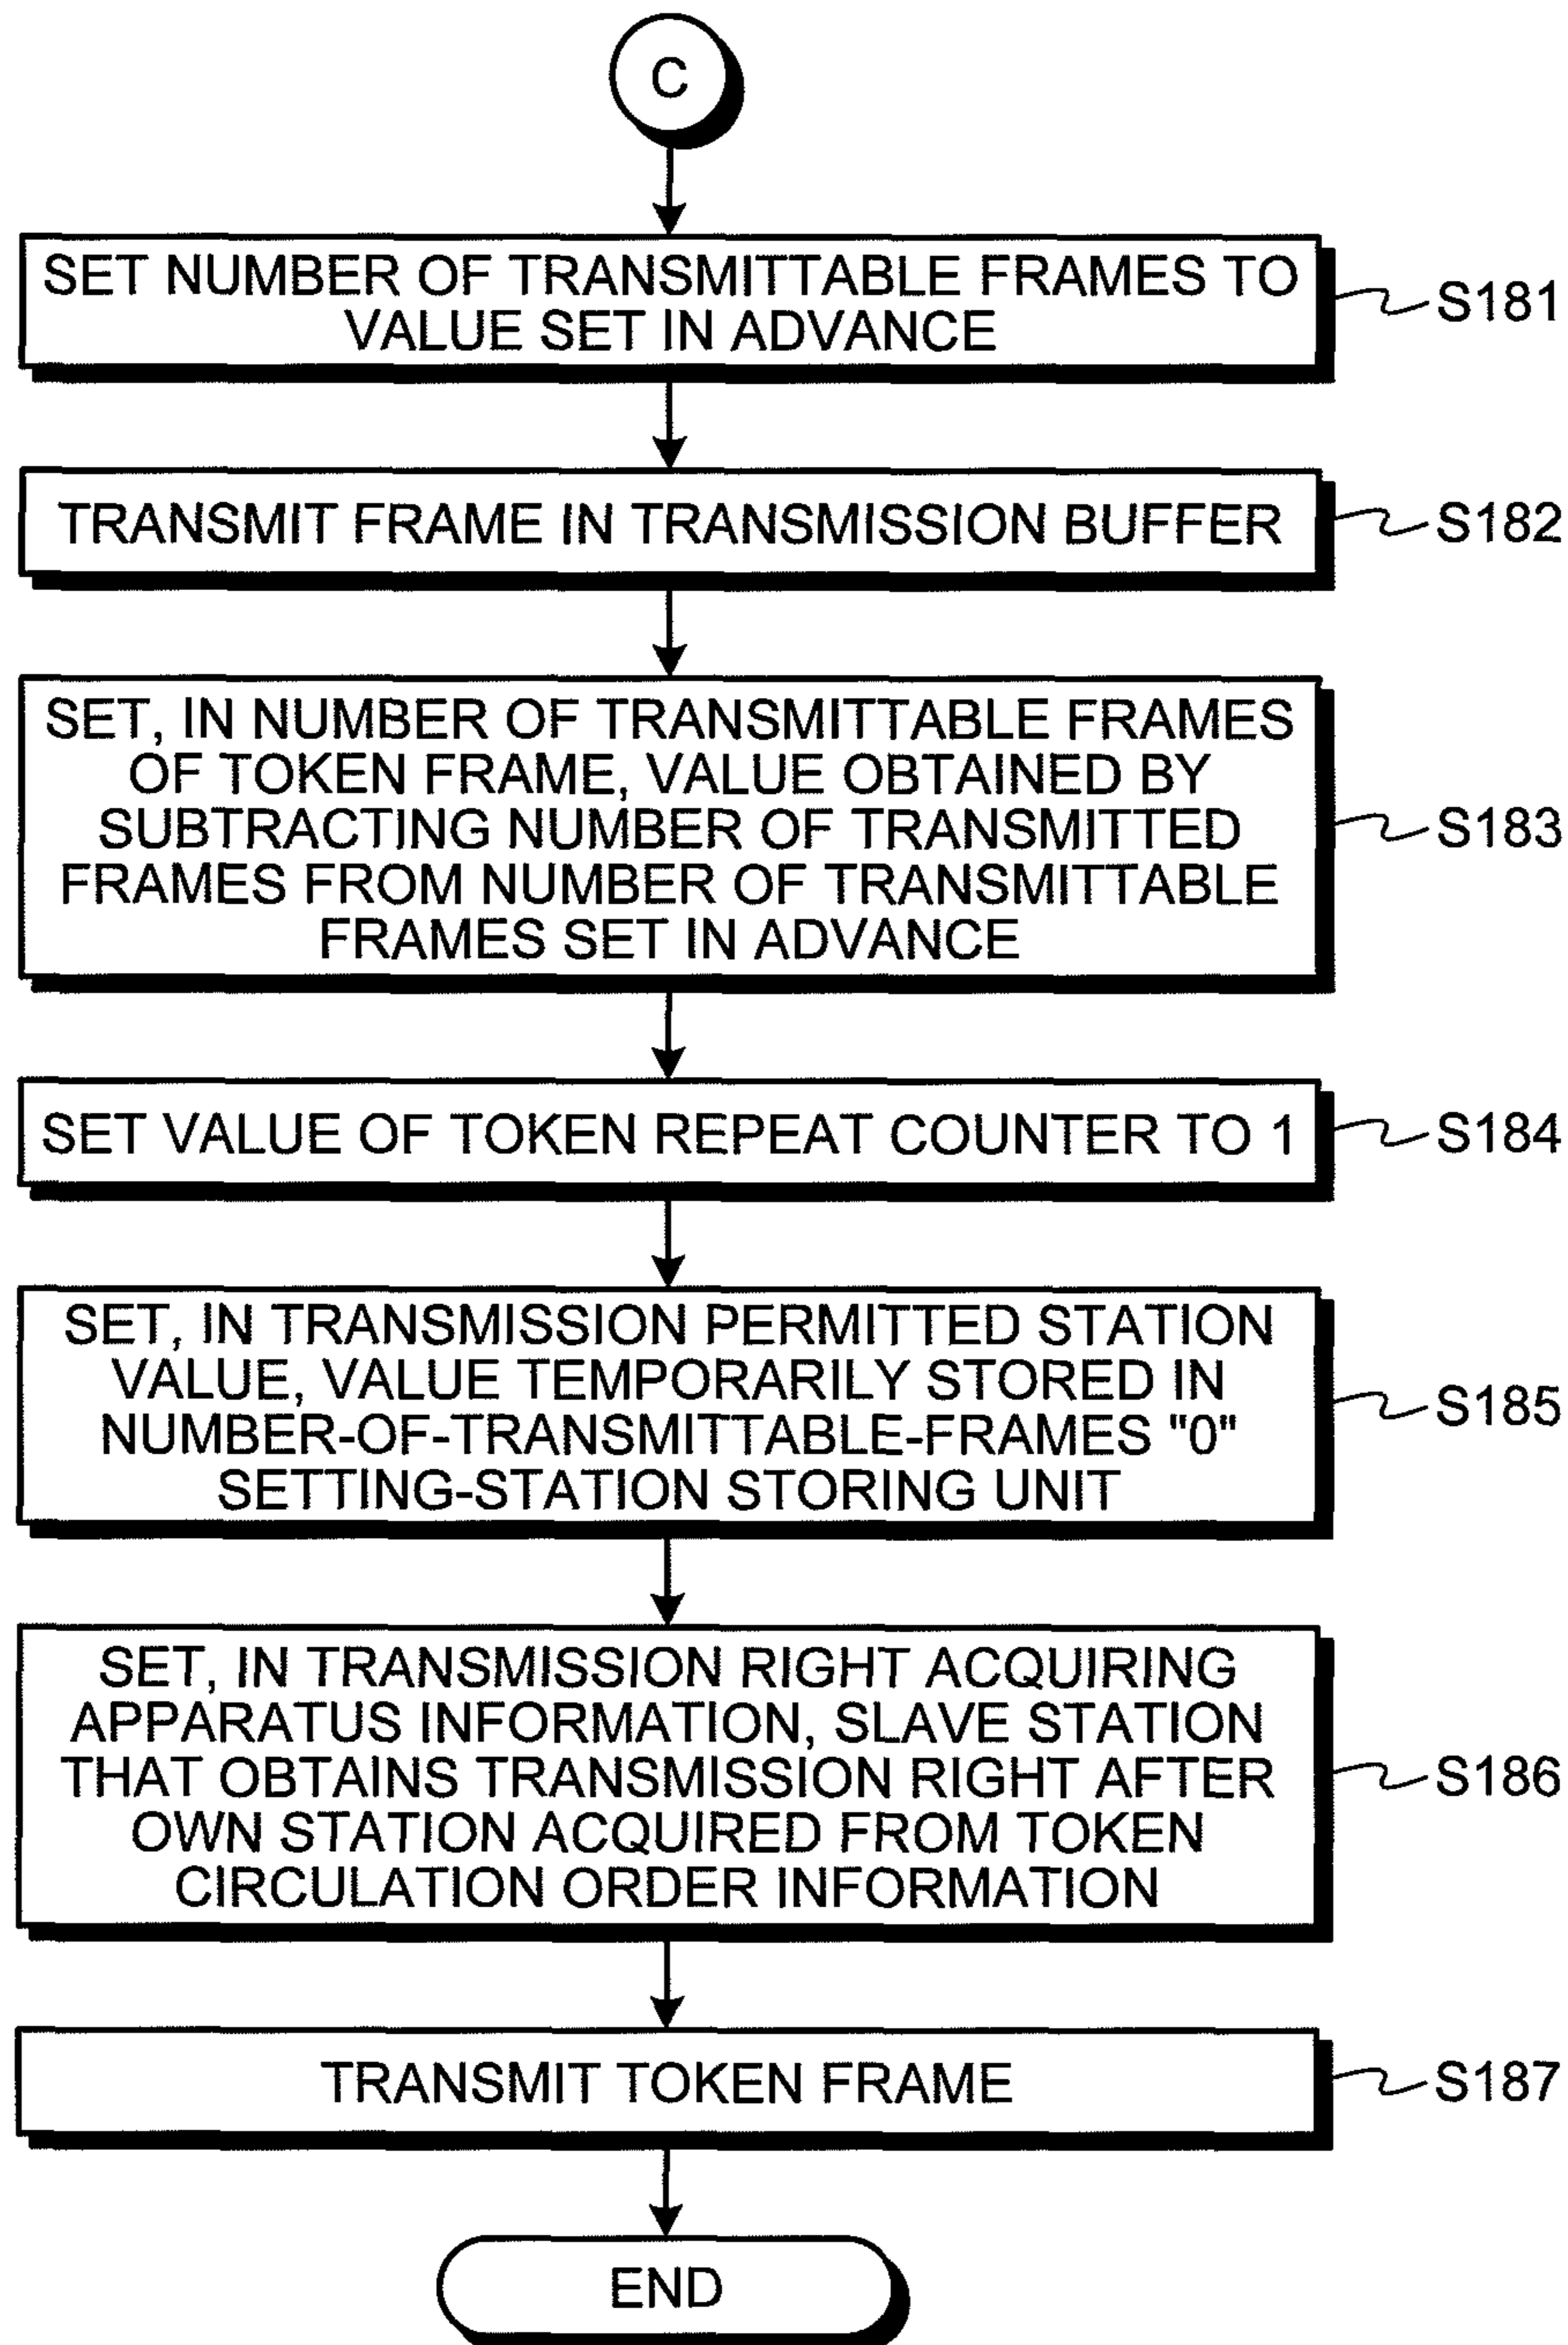 C
SET NUMBER OF TRANSMITTABLE FRAMES TO
VALUE SET IN ADVANCE
S181
TRANSMIT FRAME IN TRANSMISSION BUFFER
S182
SET, IN NUMBER OF TRANSMITTABLE FRAMES
OF TOKEN FRAME, VALUE OBTAINED BY
SUBTRACTING NUMBER OF TRANSMITTED
FRAMES FROM NUMBER OF TRANSMITTABLE
FRAMES SET IN ADVANCE
S183
SET VALUE OF TOKEN REPEAT COUNTER TO 1
S184
SET, IN TRANSMISSION PERMITTED STATION
VALUE, VALUE TEMPORARILY STORED IN
NUMBER-OF-TRANSMITTABLE-FRAMES "0"
SETTING-STATION STORING UNIT
S185
SET, IN TRANSMISSION RIGHT ACQUIRING
APPARATUS INFORMATION, SLAVE STATION
THAT OBTAINS TRANSMISSION RIGHT AFTER
OWN STATION ACQUIRED FROM TOKEN
CIRCULATION ORDER INFORMATION
S186
TRANSMIT TOKEN FRAME
S187
END